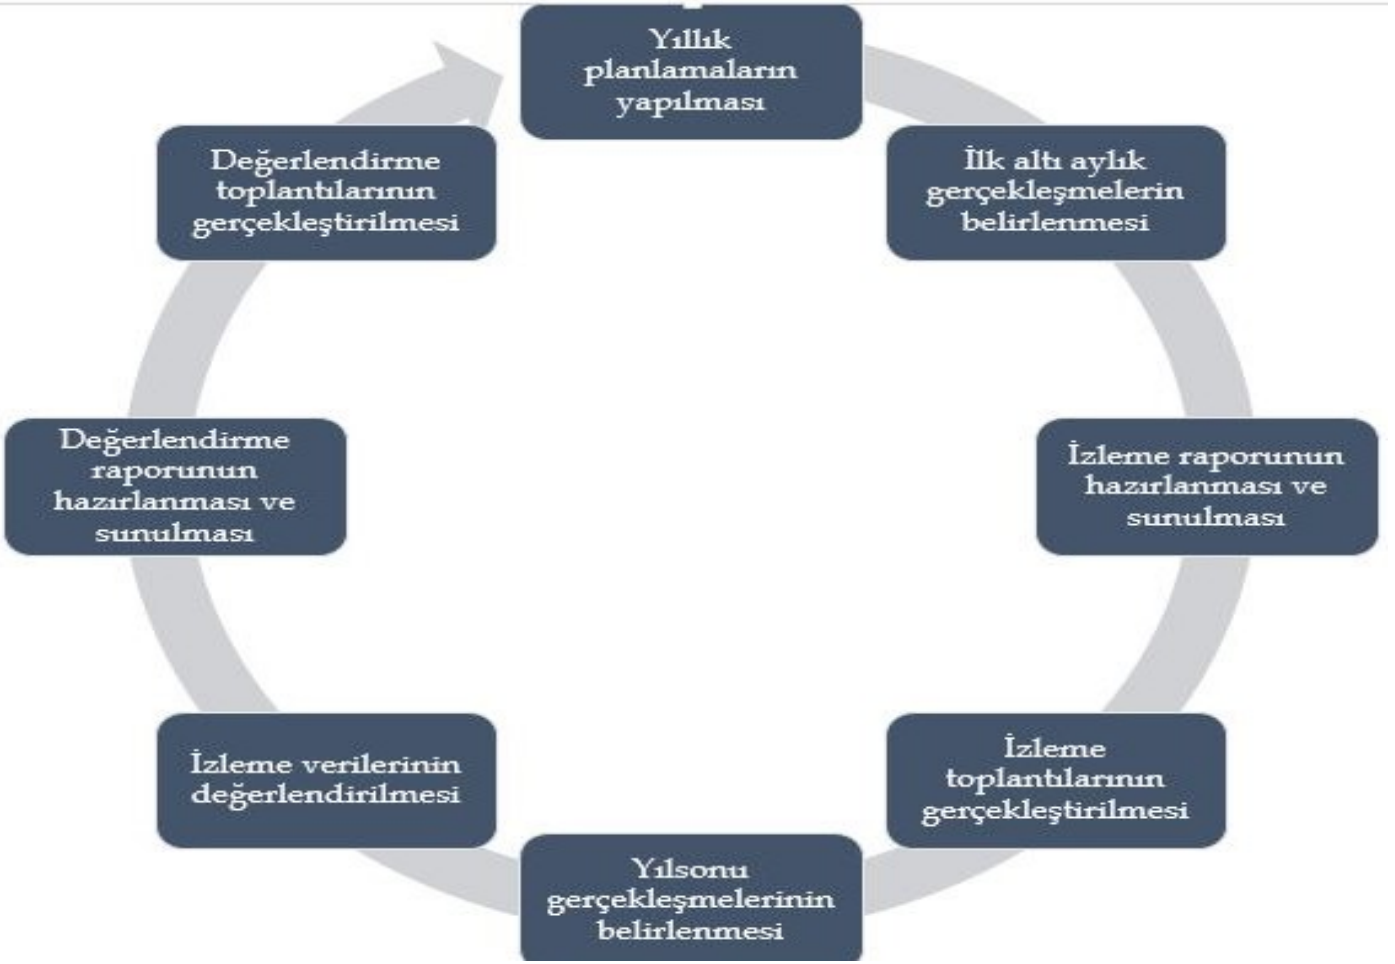 Yıllık
planlamaların
yapılması
İlk altı aylık
gerçekleşmelerin
belirlenmesi
İzleme raporunun
hazırlanması ve
sunulması
İzleme
toplantılarının
gerçekleştirilmesi
Yılsonu
gerçekleşmelerinin
belirlenmesi
İzleme verilerinin
değerlendirilmesi
Değerlendirme
raporunun
hazırlanması ve
sunulması
Değerlendirme
toplantılarının
gerçekleştirilmesi